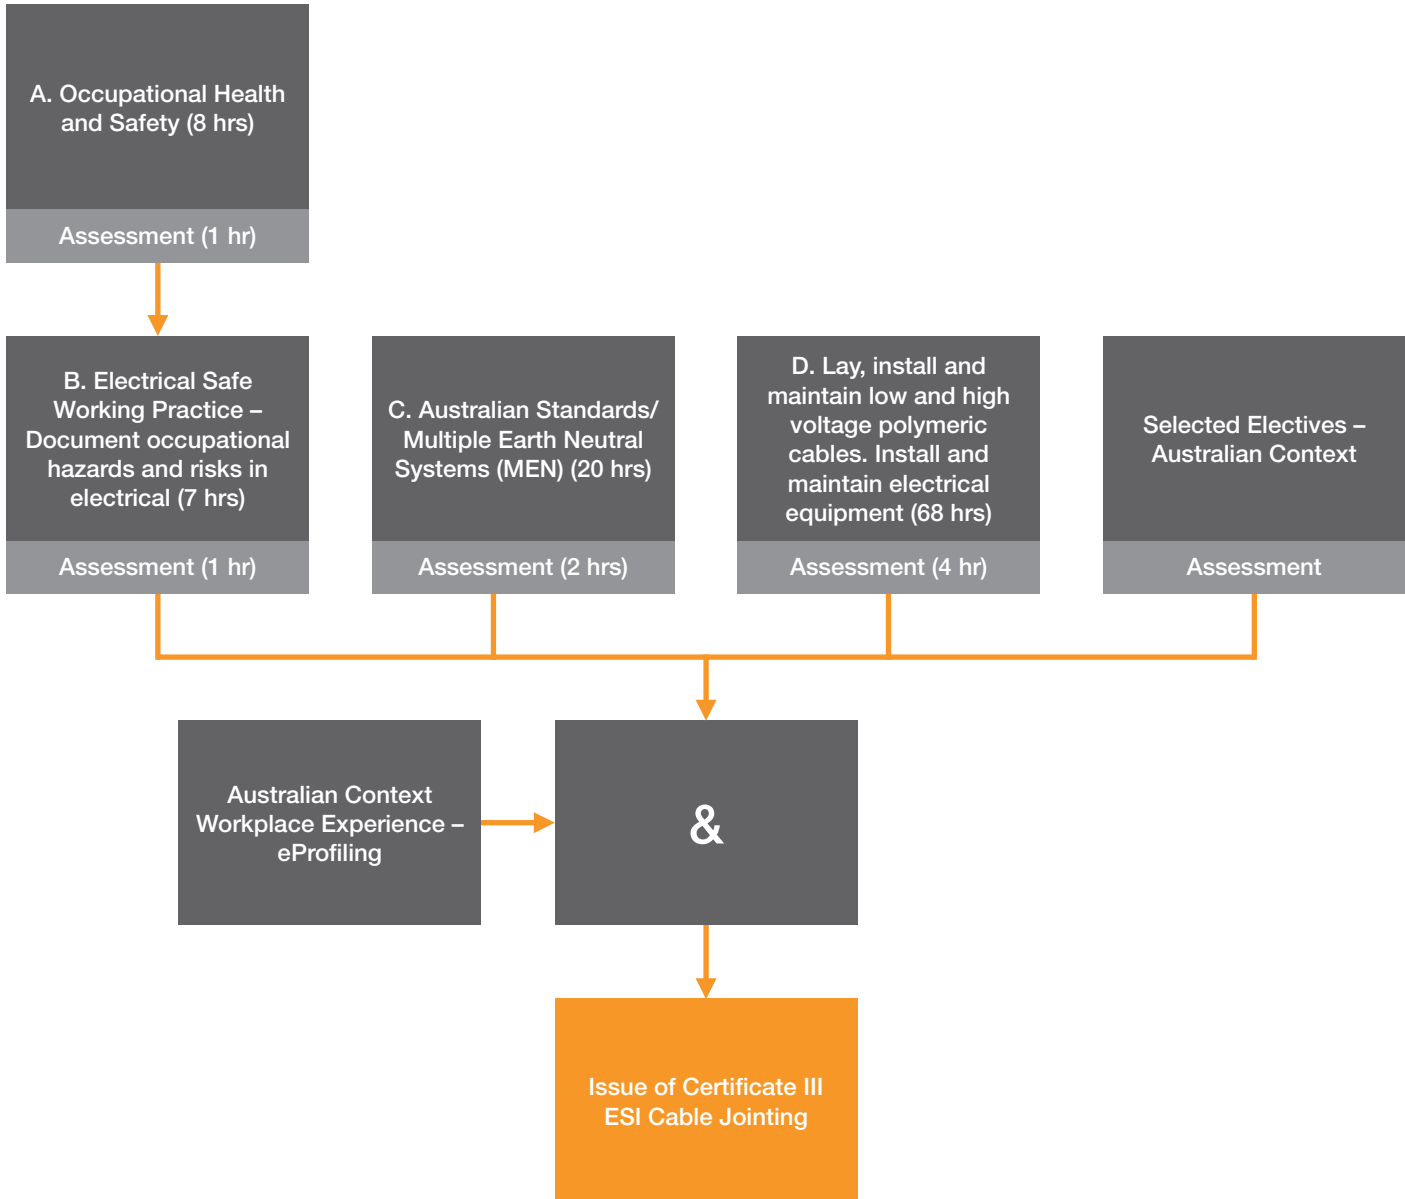 A. Occupational Health
and Safety (8 hrs)
Assessment (1 hr)
B. Electrical Safe
Working Practice –
Document occupational
hazards and risks in
electrical (7 hrs)
Assessment (1 hr)
C. Australian Standards/
Multiple Earth Neutral
Systems (MEN) (20 hrs)
Assessment (2 hrs)
D. Lay, install and
maintain low and high
voltage polymeric
cables. Install and
maintain electrical
equipment (68 hrs)
Assessment (4 hr)
Selected Electives –
Australian Context
Assessment
Australian Context
Workplace Experience –
eProfiling
&
Issue of Certificate III
ESI Cable Jointing